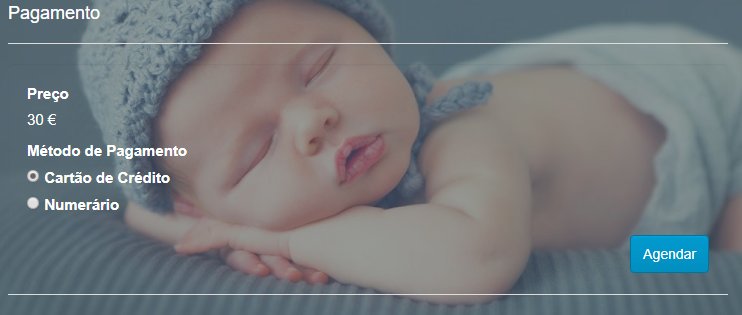 Pagamento
Preço
30 €
Método de Pagamento
Cartão de Crédito
Numerário
Agendar